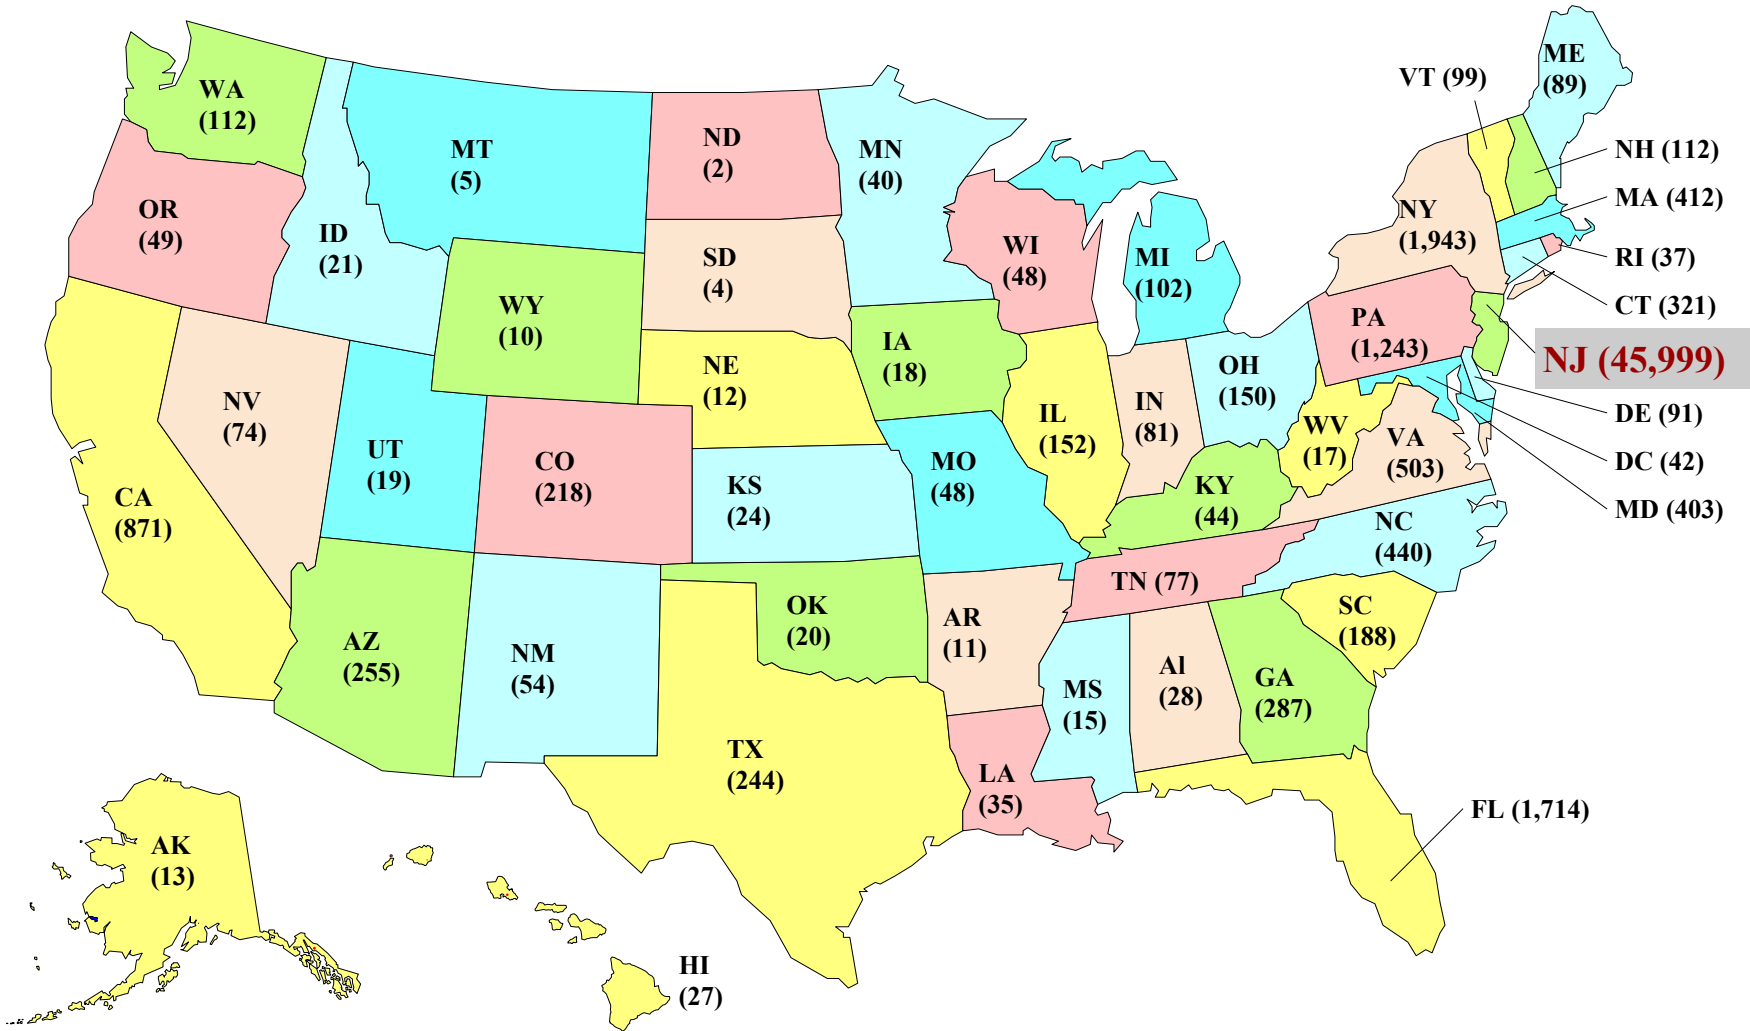 ME
(89)
VT (99)
WA
(112)
MT
(5)
ND
(2)
MN
(40)
NH (112)
MA (412)
OR
(49)
ID
(21)
SD
(4)
WI
(48)
MI
(102)
NY
(1,943)
RI (37)
CT (321)
WY
(10)
IA
(18)
PA
(1,243)
NJ (45,999)
NV
(74)
NE
(12)
IL
(152)
IN
(81)
OH
(150)
DE (91)
WV
(17)
VA
(503)
DC (42)
MD (403)
CA
(871)
UT
(19)
CO
(218)
KS
(24)
MO
(48)
KY
(44)
NC
(440)
TN (77)
AZ
(255)
NM
(54)
OK
(20)
AR
(11)
SC
(188)
MS
(15)
Al
(28)
GA
(287)
TX
(244)
LA
(35)
FL (1,714)
AK
(13)
HI
(27)